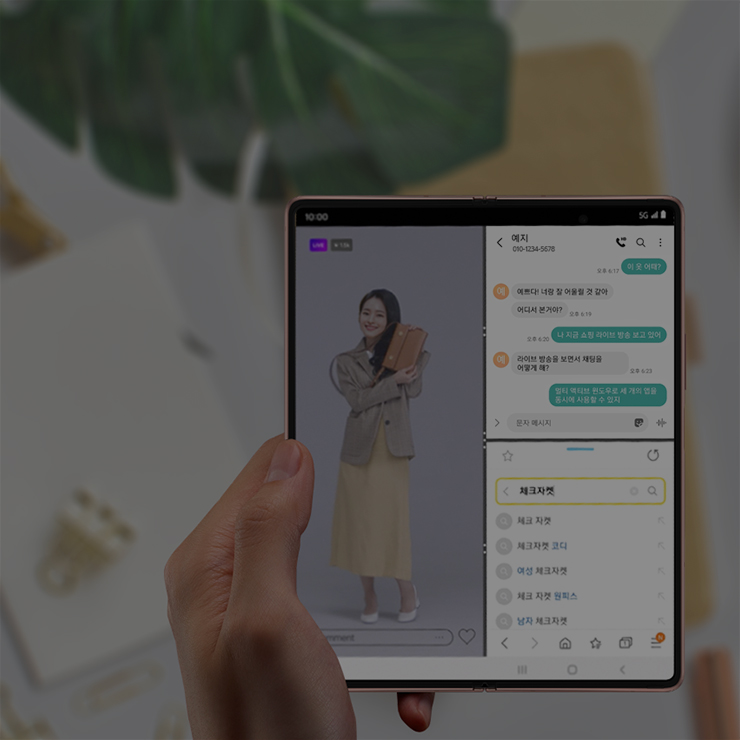 10:00
5G
LIVE
예지
010-1234-5678
오후 6:17
이 옷 어때?
예
예쁘다! 너랑 잘 어울릴 것 같아
어디서 본거야?
오후 6:19
오후 6:20
나 지금 쇼핑 라이브 방송 보고 있어
예
라이브 방송을 보면서 채팅을
어떻게 해?
오후 6:23
멀티 액티브 윈도우로 세 개의 앱을
동시에 사용할 수 있지
문자 메시지
체크자켓
체크 자켓
체크자켓 코디
여성 체크자켓
체크 자켓 원피스
남자 체크자켓